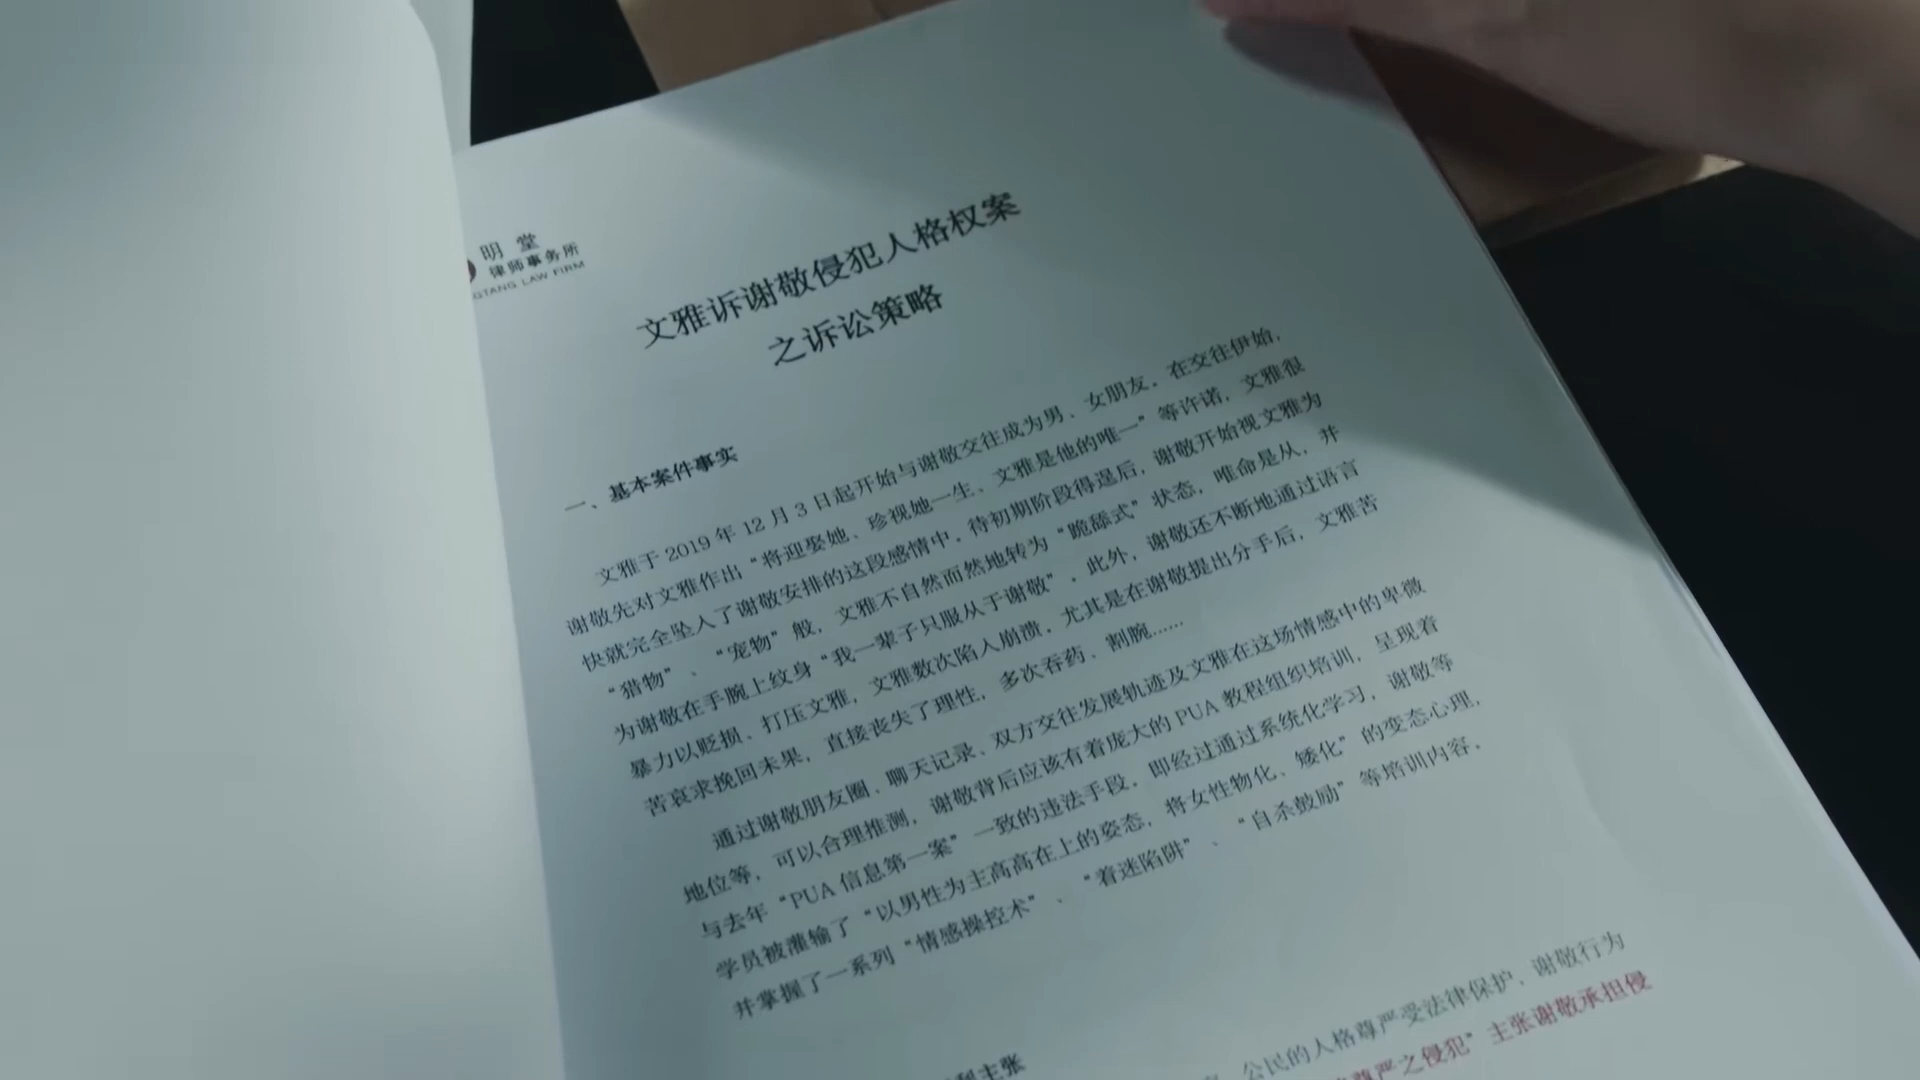 明 堂
律师事务所
GTANG LAW FIRM
文雅诉谢敬侵犯人格权案
之诉讼策略
一、基本案件事实
文雅于 2019 年 12 月 3 日起开始与谢敬交往成为男、女朋友，在交往伊始，
谢敬先对文雅作出“将迎娶她、珍视她一生、文雅是他的唯一”等许诺，文雅很
快就完全坠入了谢敬安排的这段感情中，待初期阶段得逞后，谢敬开始视文雅为
“猎物”、“宠物”般，文雅不自然而然地转为“跪舔式”状态，唯命是从，并
为谢敬在手腕上纹身“我一辈子只服从于谢敬”，此外，谢敬还不断地通过语言
暴力以贬损、打压文雅，文雅数次陷入崩溃，尤其是在谢敬提出分手后，文雅苦
苦哀求挽回未果，直接丧失了理性，多次吞药、割腕……
通过谢敬朋友圈、聊天记录、双方交往发展轨迹及文雅在这场情感中的卑微
地位等，可以合理推测，谢敬背后应该有着庞大的 PUA 教程组织培训，呈现着
与去年“PUA 信息第一案”一致的违法手段，即经过通过系统化学习，谢敬等
学员被灌输了“以男性为主高高在上的姿态，将女性物化、矮化”的变态心理，
并掌握了一系列“情感操控术”、“着迷陷阱”、“自杀鼓励”等培训内容，
利主张
公民的人格尊严受法律保护，谢敬行为
尊严之侵犯”主张谢敬承担侵